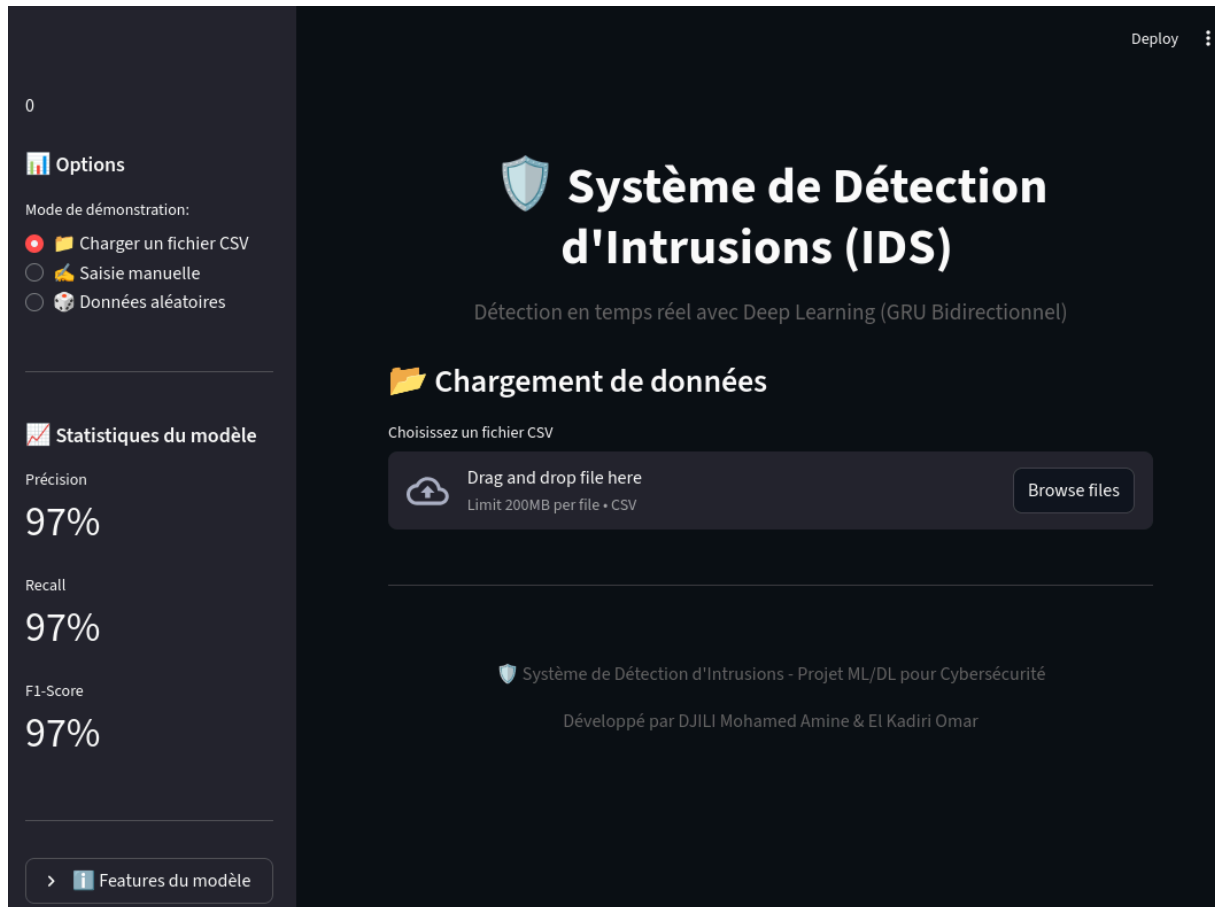 Deploy
0
📊 Options
Mode de démonstration:
📁 Charger un fichier CSV
✍️ Saisie manuelle
🎲 Données aléatoires
📈 Statistiques du modèle
Précision
97%
Recall
97%
F1-Score
97%
ℹ️ Features du modèle
🛡️ Système de Détection
d'Intrusions (IDS)
Détection en temps réel avec Deep Learning (GRU Bidirectionnel)
📂 Chargement de données
Choisissez un fichier CSV
Drag and drop file here
Limit 200MB per file • CSV
Browse files
🛡️ Système de Détection d'Intrusions - Projet ML/DL pour Cybersécurité
Développé par DJILI Mohamed Amine & El Kadiri Omar